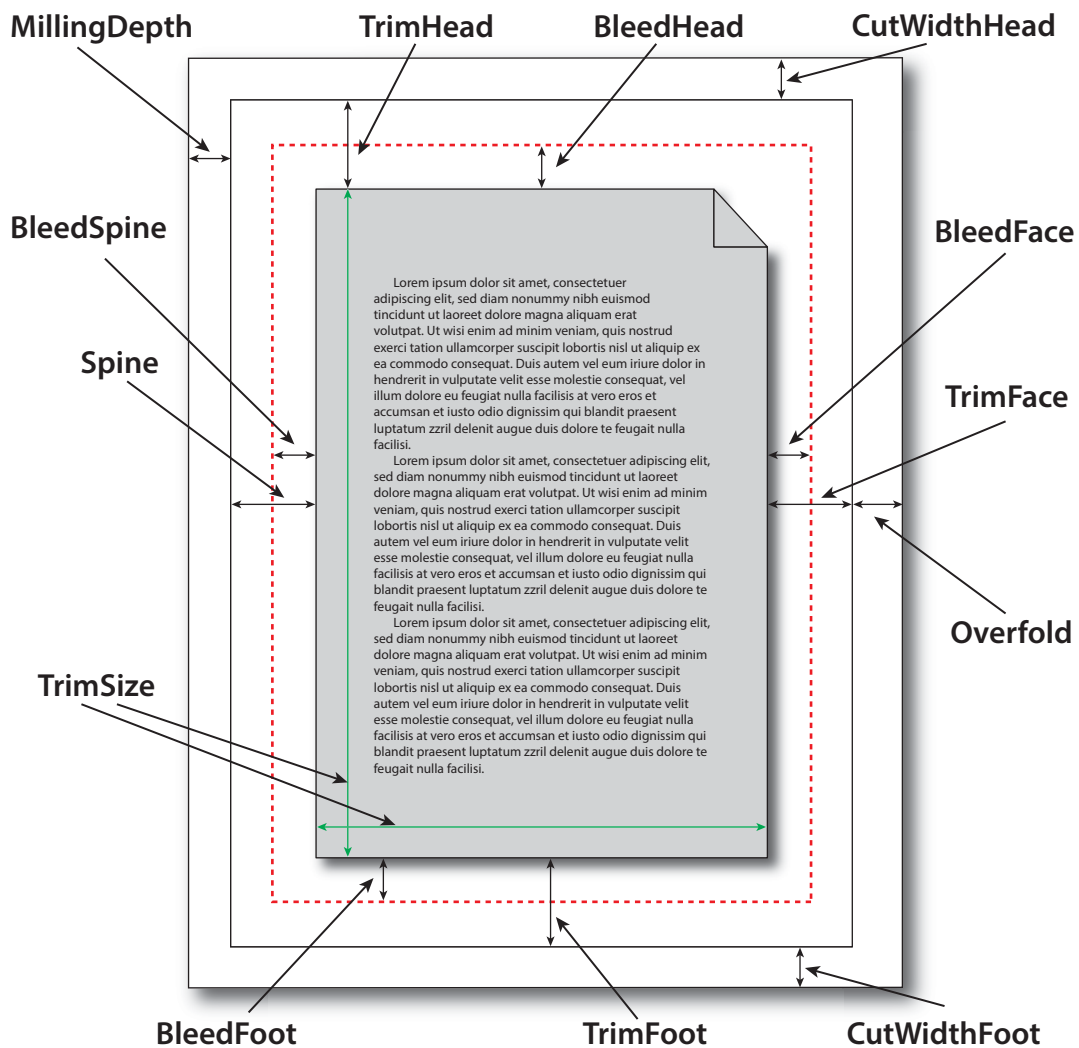 MillingDepth
TrimHead
BleedHead
CutWidthHead
BleedSpine
BleedFace
Spine
TrimFace
Lorem ipsum dolor sit amet, consectetuer
adipiscing elit, sed diam nonummy nibh euismod
tincidunt ut laoreet dolore magna aliquam erat
volutpat. Ut wisi enim ad minim veniam, quis nostrud
exerci tation ullamcorper suscipit lobortis nisl ut aliquip ex
ea commodo consequat. Duis autem vel eum iriure dolor in
hendrerit in vulputate velit esse molestie consequat, vel
illum dolore eu feugiat nulla facilisis at vero eros et
accumsan et iusto odio dignissim qui blandit praesent
luptatum zzril delenit augue duis dolore te feugait nulla
facilisi.
Lorem ipsum dolor sit amet, consectetuer adipiscing elit,
sed diam nonummy nibh euismod tincidunt ut laoreet
dolore magna aliquam erat volutpat. Ut wisi enim ad minim
veniam, quis nostrud exerci tation ullamcorper suscipit
lobortis nisl ut aliquip ex ea commodo consequat. Duis
autem vel eum iriure dolor in hendrerit in vulputate velit
esse molestie consequat, vel illum dolore eu feugiat nulla
facilisis at vero eros et accumsan et iusto odio dignissim qui
blandit praesent luptatum zzril delenit augue duis dolore te
feugait nulla facilisi.
Lorem ipsum dolor sit amet, consectetuer adipiscing elit,
sed diam nonummy nibh euismod tincidunt ut laoreet
dolore magna aliquam erat volutpat. Ut wisi enim ad minim
veniam, quis nostrud exerci tation ullamcorper suscipit
lobortis nisl ut aliquip ex ea commodo consequat. Duis
autem vel eum iriure dolor in hendrerit in vulputate velit
esse molestie consequat, vel illum dolore eu feugiat nulla
facilisis at vero eros et accumsan et iusto odio dignissim qui
blandit praesent luptatum zzril delenit augue duis dolore te
feugait nulla facilisi.
Overfold
TrimSize
BleedFoot
TrimFoot
CutWidthFoot